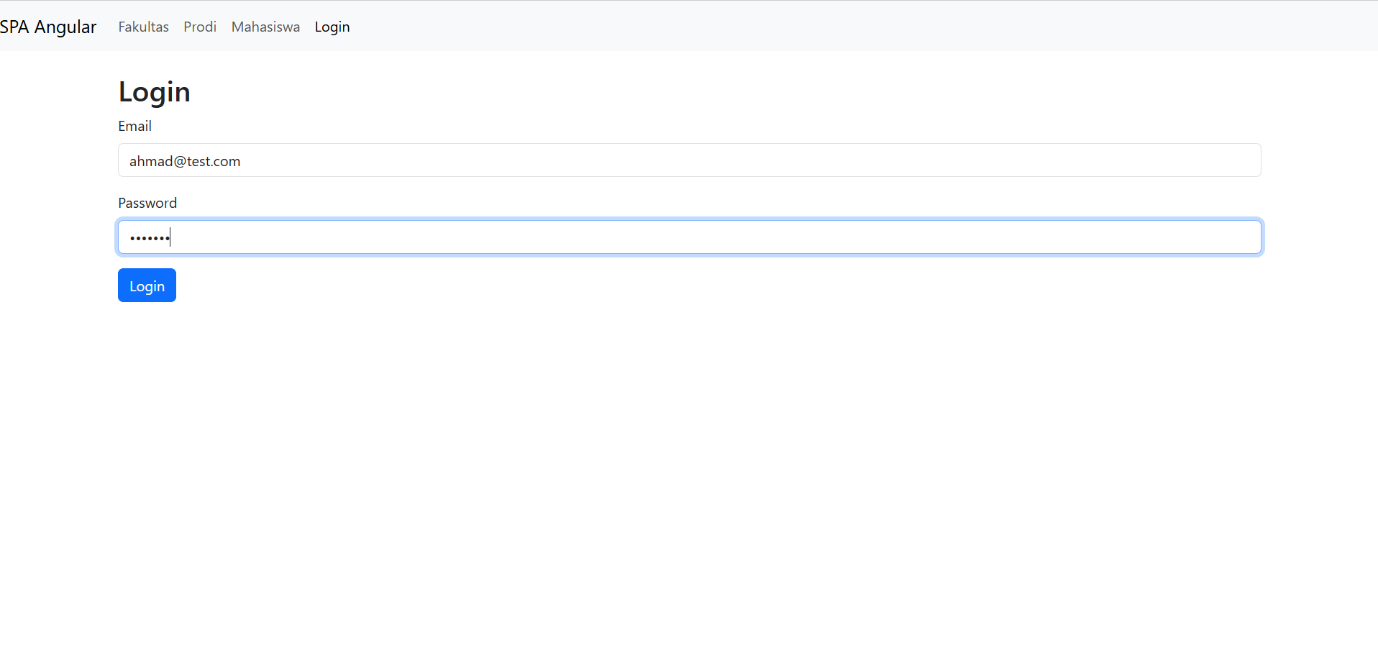 SPA Angular Fakultas Prodi Mahasiswa Login
Login
Email
ahmad@test.com
Password
•••••••
Login